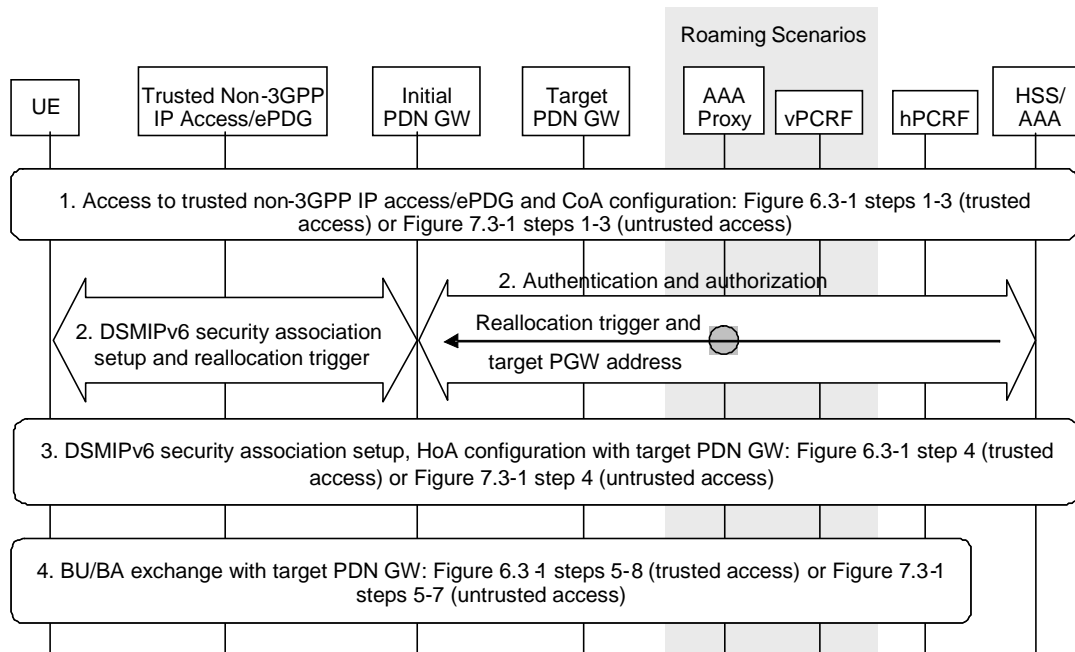 Roaming Scenarios
UE
Trusted Non-3GPP
IP Access/ePDG
Initial
PDN GW
Target
PDN GW
AAA
Proxy
vPCRF
hPCRF
HSS/
AAA
1. Access to trusted non-3GPP IP access/ePDG and CoA configuration: Figure 6.3-1 steps 1-3 (trusted
access) or Figure 7.3-1 steps 1-3 (untrusted access)
2. Authentication and authorization
2. DSMIPv6 security association
setup and reallocation trigger
Reallocation trigger and
target PGW address
3. DSMIPv6 security association setup, HoA configuration with target PDN GW: Figure 6.3-1 step 4 (trusted
access) or Figure 7.3-1 step 4 (untrusted access)
4. BU/BA exchange with target PDN GW: Figure 6.3-1 steps 5-8 (trusted access) or Figure 7.3-1
steps 5-7 (untrusted access)